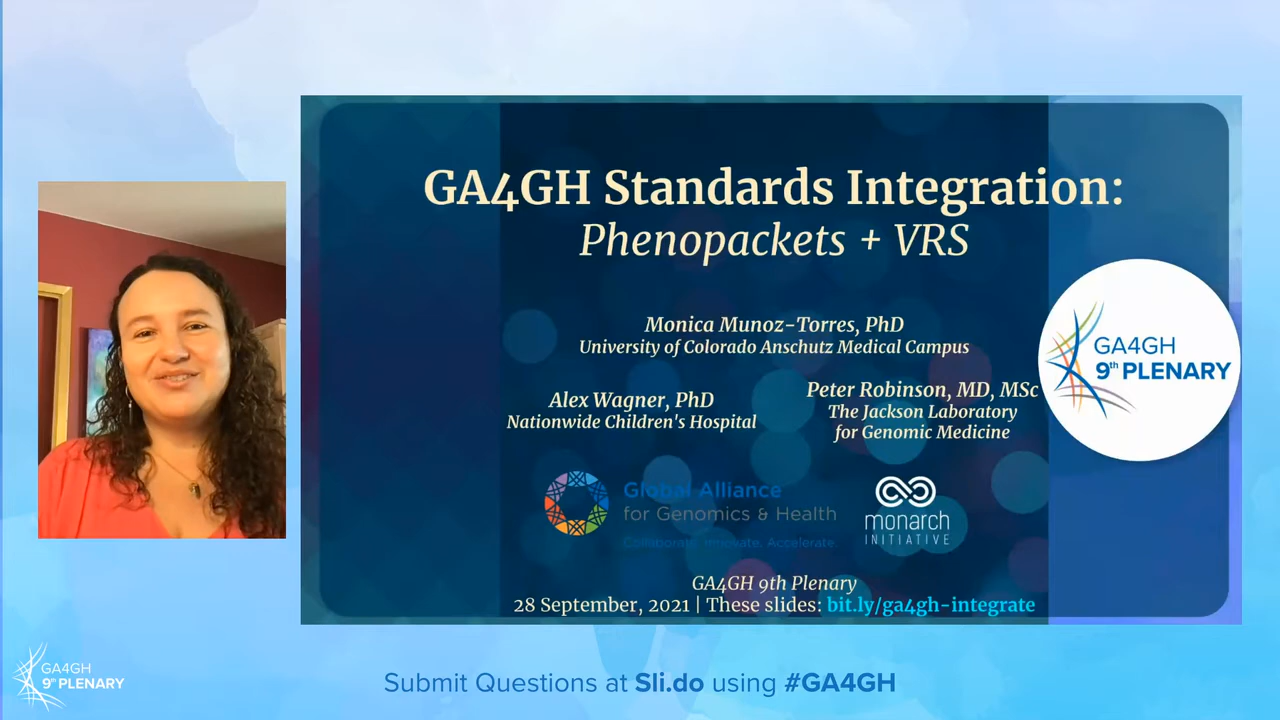 GA4GH Standards Integration:
Phenopackets + VRS
Monica Munoz-Torres, PhD
University of Colorado Anschutz Medical Campus
Alex Wagner, PhD
Nationwide Children's Hospital
Peter Robinson, MD, MSc
The Jackson Laboratory
for Genomic Medicine
GA4GH
9th PLENARY
Global Alliance
for Genomics & Health
Collaborate. Innovate. Accelerate.
monarch
INITIATIVE
GA4GH 9th Plenary
28 September, 2021 | These slides: bit.ly/ga4gh-integrate
GA4GH
9th PLENARY
Submit Questions at Sli.do using #GA4GH